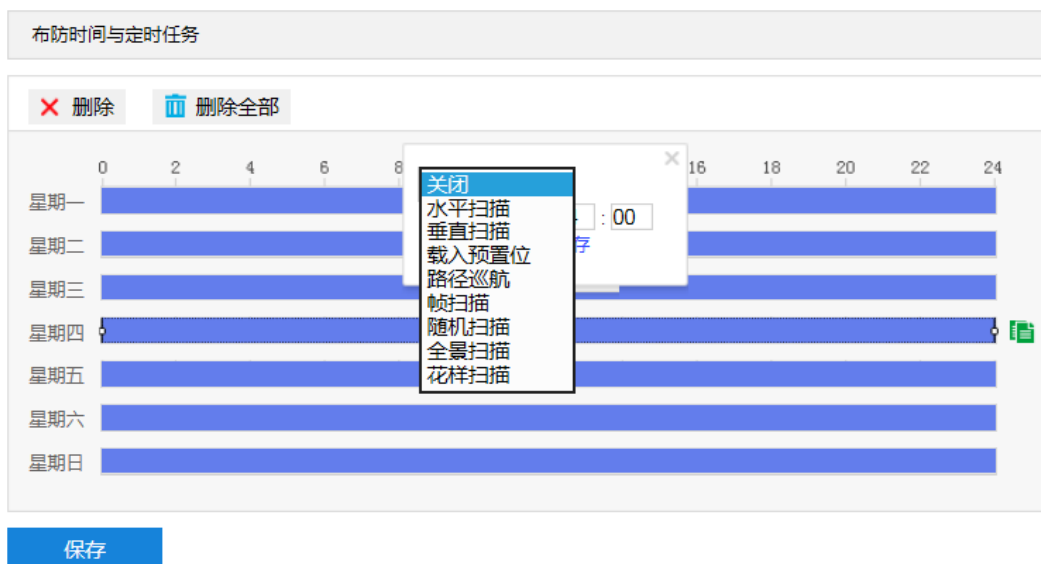 布防时间与定时任务
删除 删除全部
0 2 4 6 8 16 18 20 22 24
关闭
星期一
水平扫描
: 00
垂直扫描
星期二
存
载入预置位
路径巡航
星期三
帧扫描
随机扫描
星期四
全景扫描
花样扫描
星期五
星期六
星期日
保存